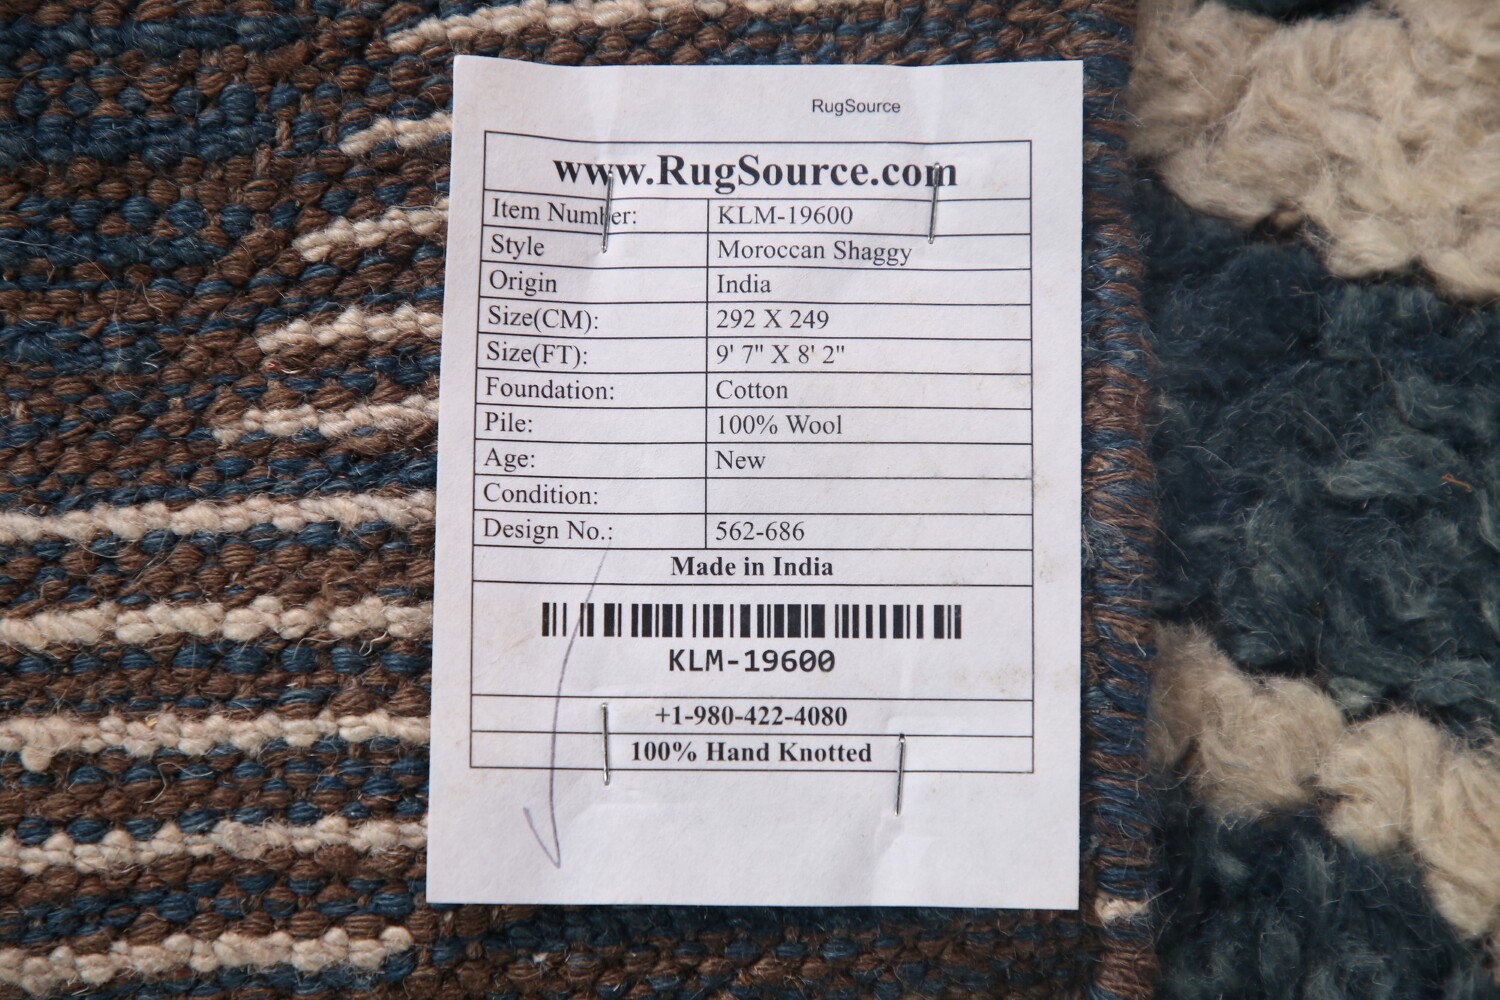 RugSource
www.RugSource.com
Item Number: KLM-19600
Style Moroccan Shaggy
Origin India
Size(CM): 292 X 249
Size(FT): 9' 7" X 8' 2"
Foundation: Cotton
Pile: 100% Wool
Age: New
Condition:
Design No.: 562-686
Made in India
KLM-19600
+1-980-422-4080
100% Hand Knotted